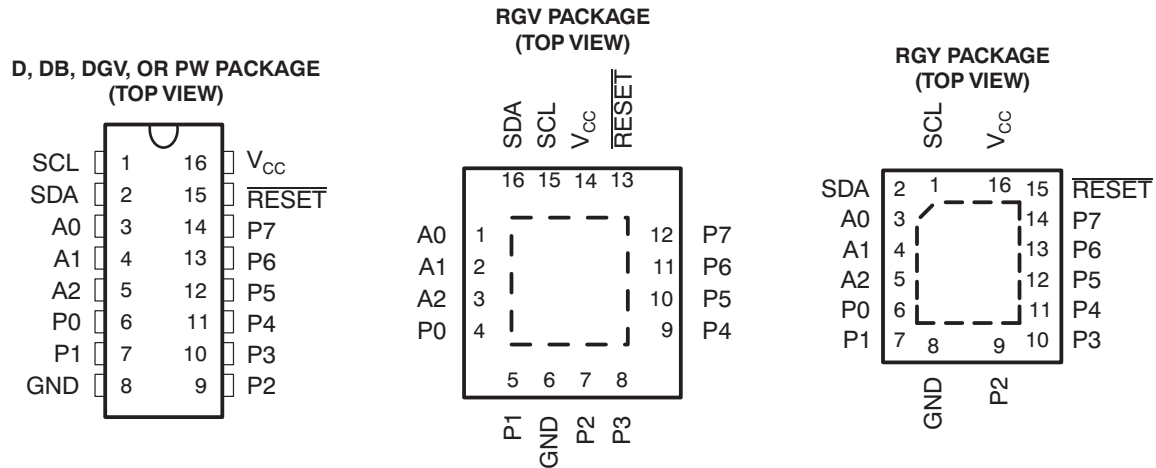 D, DB, DGV, OR PW PACKAGE
(TOP VIEW)
SCL 1 16 VCC
SDA 2 15 RESET
A0 3 14 P7
A1 4 13 P6
A2 5 12 P5
P0 6 11 P4
P1 7 10 P3
GND 8 9 P2
RGV PACKAGE
(TOP VIEW)
SDA SCL VCC RESET
16 15 14 13
A0 1 12 P7
A1 2 11 P6
A2 3 10 P5
P0 4 9 P4
5 6 7 8
P1 GND P2 P3
RGY PACKAGE
(TOP VIEW)
SCL VCC
1 16
SDA 2 15 RESET
A0 3 14 P7
A1 4 13 P6
A2 5 12 P5
P0 6 11 P4
P1 7 10 P3
8 9
GND P2